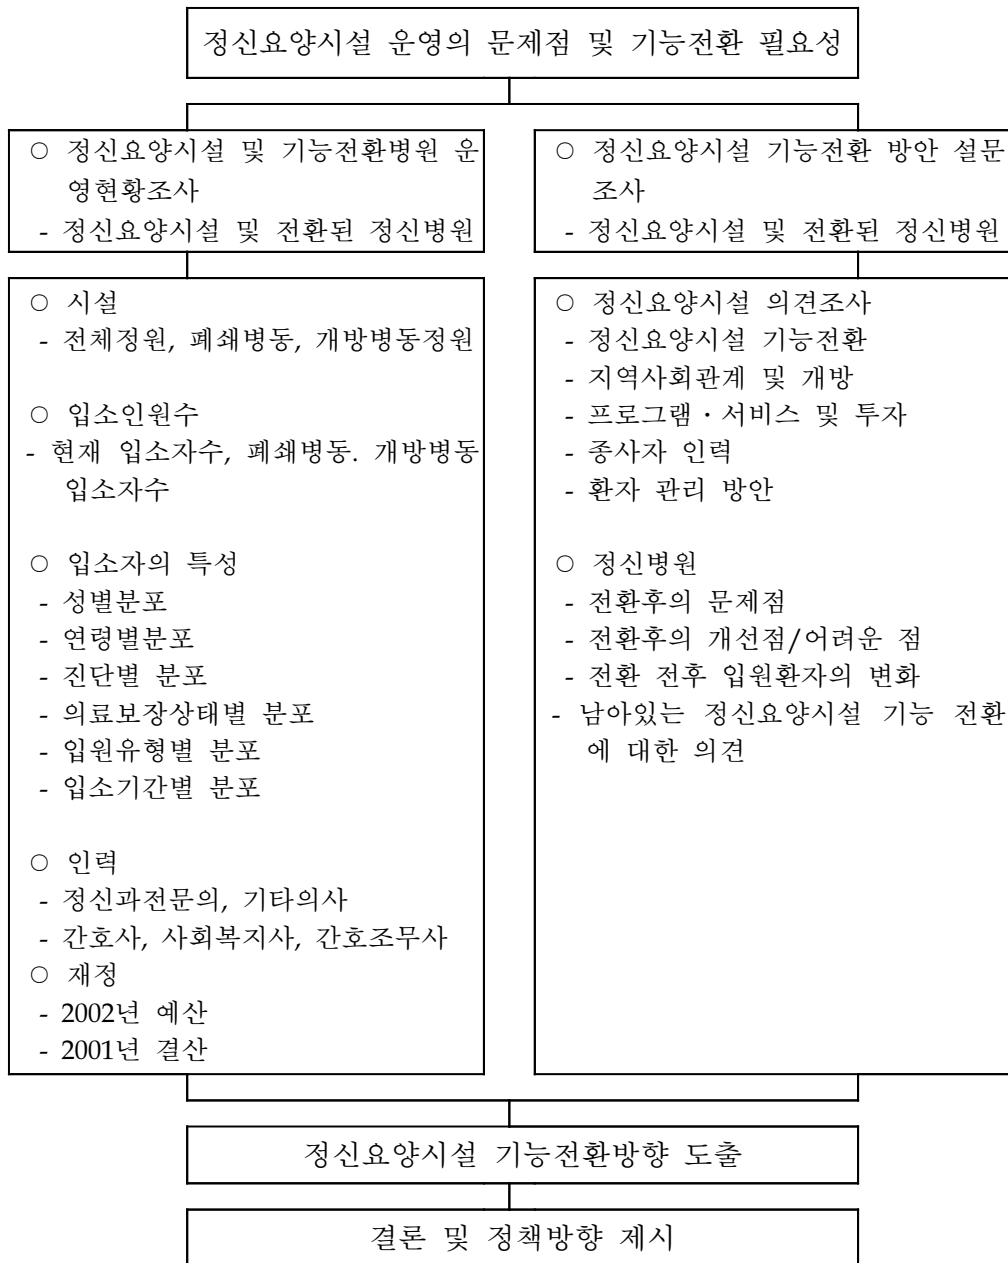 정신요양시설 운영의 문제점 및 기능전환 필요성
○ 정신요양시설 및 기능전환병원 운
영현황조사
- 정신요양시설 및 전환된 정신병원
○ 정신요양시설 기능전환 방안 설문
조사
- 정신요양시설 및 전환된 정신병원
○ 시설
- 전체정원, 폐쇄병동, 개방병동정원
○ 입소인원수
- 현재 입소자수, 폐쇄병동. 개방병동
입소자수
○ 입소자의 특성
- 성별분포
- 연령별분포
- 진단별 분포
- 의료보장상태별 분포
- 입원유형별 분포
- 입소기간별 분포
○ 인력
- 정신과전문의, 기타의사
- 간호사, 사회복지사, 간호조무사
○ 재정
- 2002년 예산
- 2001년 결산
○ 정신요양시설 의견조사
- 정신요양시설 기능전환
- 지역사회관계 및 개방
- 프로그램・서비스 및 투자
- 종사자 인력
- 환자 관리 방안
○ 정신병원
- 전환후의 문제점
- 전환후의 개선점/어려운 점
- 전환 전후 입원환자의 변화
- 남아있는 정신요양시설 기능 전환
에 대한 의견
정신요양시설 기능전환방향 도출
결론 및 정책방향 제시